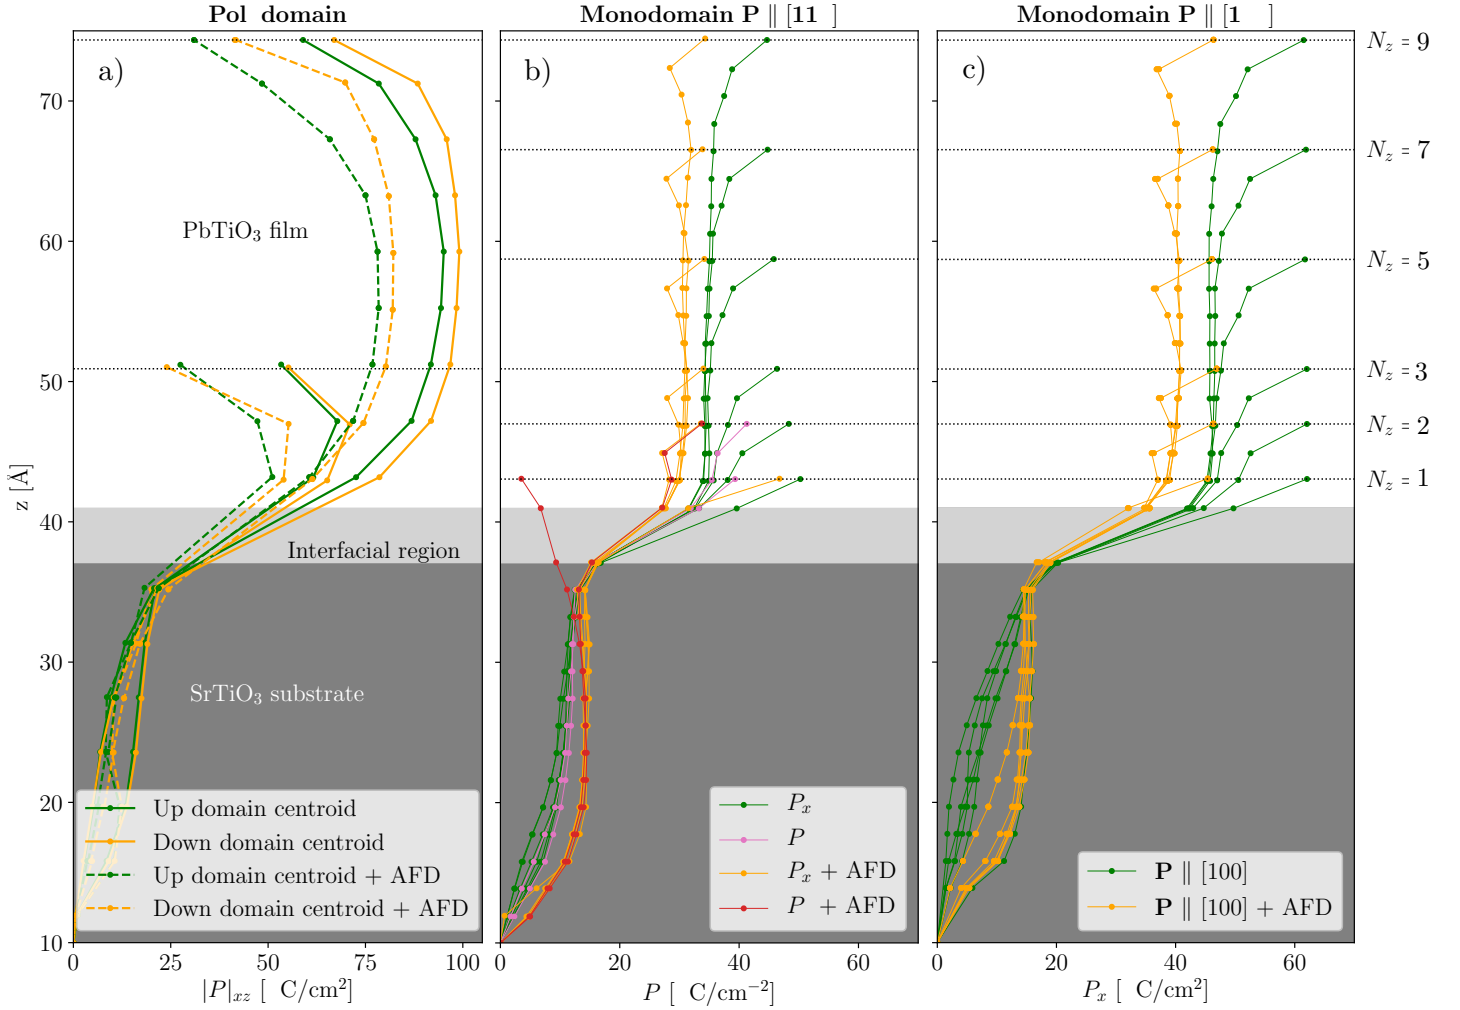 Pol domain
Monodomain P ∥ [11 ]
Monodomain P ∥ [1 ]
a)
b)
c)
N_z = 9
N_z = 7
N_z = 5
N_z = 3
N_z = 2
N_z = 1
PbTiO₃ film
Interfacial region
SrTiO₃ substrate
z [Å]
70
60
50
40
30
20
10
Up domain centroid
Down domain centroid
Up domain centroid + AFD
Down domain centroid + AFD
P_x
P
P_x + AFD
P + AFD
P ∥ [100]
P ∥ [100] + AFD
0 25 50 75 100
0 20 40 60
0 20 40 60
|P|_xz [ C/cm²]
P [ C/cm⁻²]
P_x [ C/cm²]